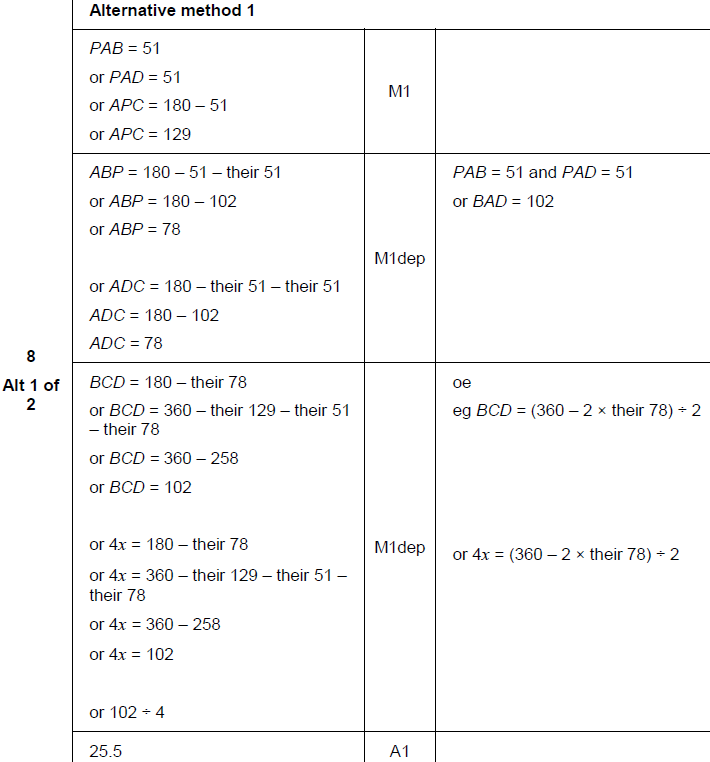 Alternative method 1
PAB = 51
or PAD = 51
or APC = 180 – 51
or APC = 129
M1
ABP = 180 – 51 – their 51
or ABP = 180 – 102
or ABP = 78
or ADC = 180 – their 51 – their 51
ADC = 180 – 102
ADC = 78
M1dep
PAB = 51 and PAD = 51
or BAD = 102
8
Alt 1 of
2
BCD = 180 – their 78
or BCD = 360 – their 129 – their 51
– their 78
or BCD = 360 – 258
or BCD = 102
or 4x = 180 – their 78
or 4x = 360 – their 129 – their 51 –
their 78
or 4x = 360 – 258
or 4x = 102
or 102 ÷ 4
M1dep
oe
eg BCD = (360 – 2 × their 78) ÷ 2
or 4x = (360 – 2 × their 78) ÷ 2
25.5
A1